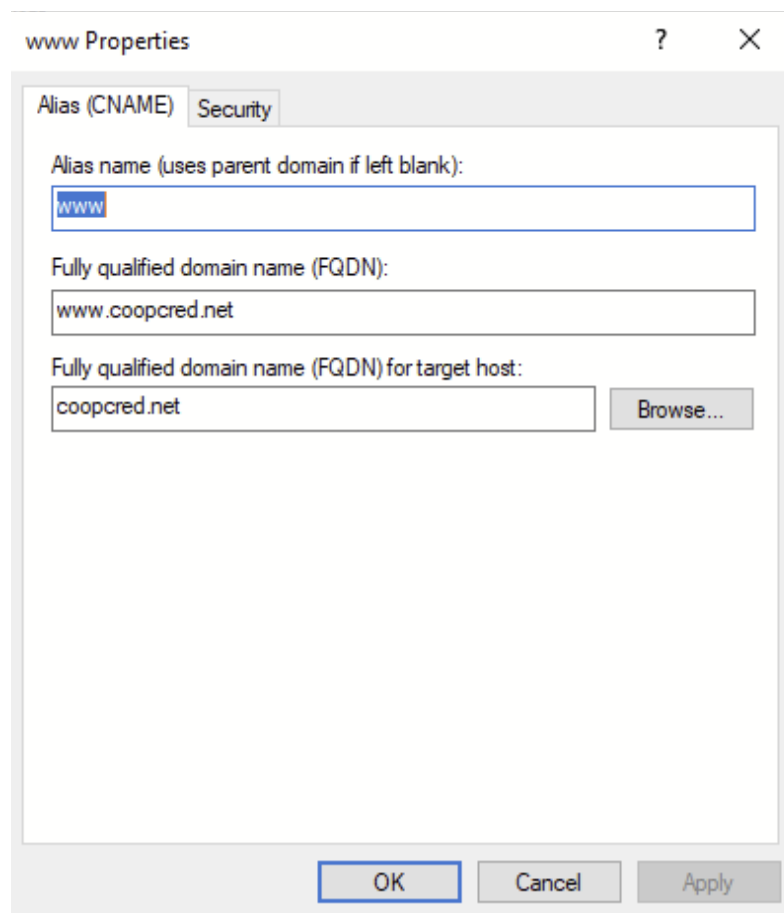 www Properties
?
Alias (CNAME)
Security
Alias name (uses parent domain if left blank):
www
Fully qualified domain name (FQDN):
www.coopcred.net
Fully qualified domain name (FQDN) for target host:
coopcred.net
Browse...
OK
Cancel
Apply